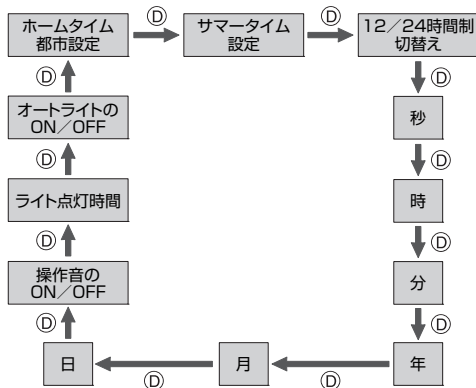 ホームタイム
都市設定
Ⓓ
サマータイム
設定
Ⓓ
12／24時間制
切替え
Ⓓ
秒
Ⓓ
時
Ⓓ
分
Ⓓ
年
Ⓓ
月
Ⓓ
日
Ⓓ
操作音の
ON／OFF
Ⓓ
ライト点灯時間
Ⓓ
オートライトの
ON／OFF
Ⓓ